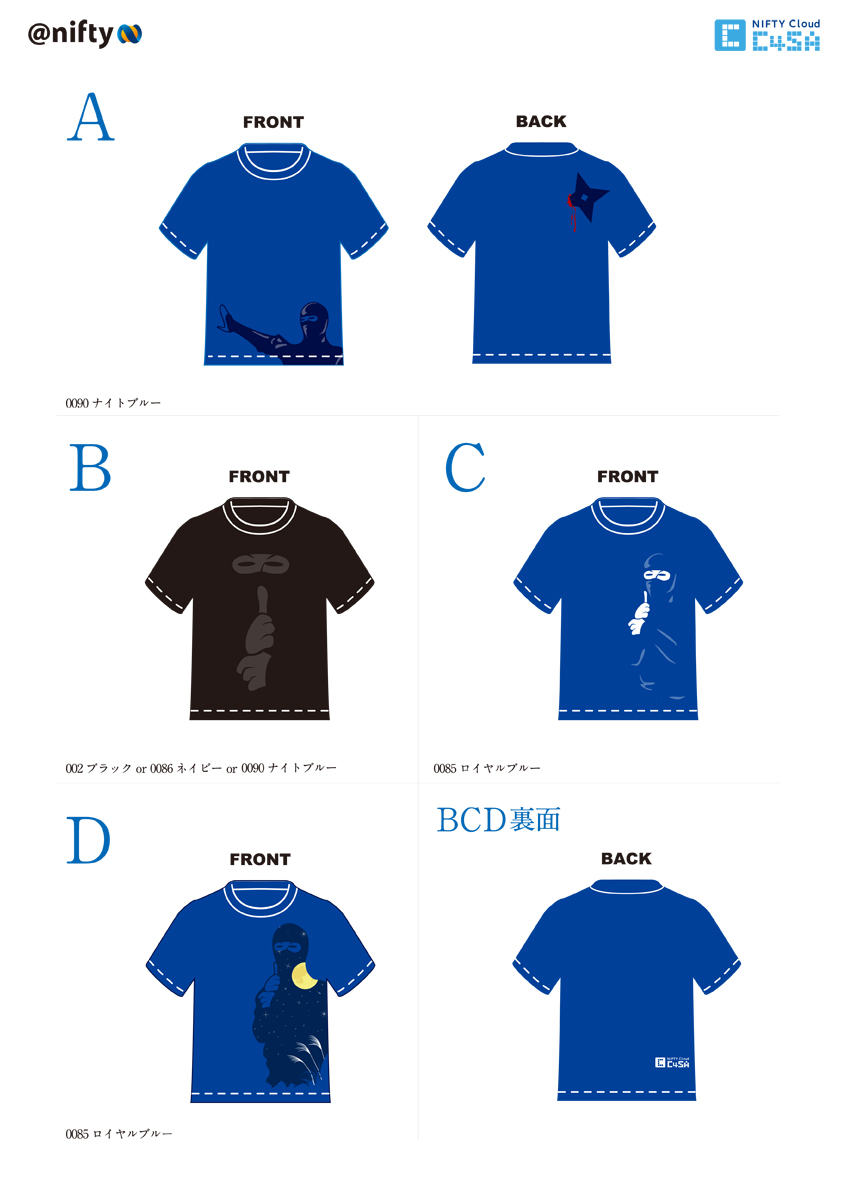 @nifty
NIFTY Cloud
C4SA
A
FRONT
BACK
0090 ナイトブルー
B
FRONT
C
FRONT
002 ブラック or 0086 ネイビー or 0090 ナイトブルー
0085 ロイヤルブルー
D
FRONT
BCD裏面
BACK
NIFTY Cloud
C4SA
0085 ロイヤルブルー